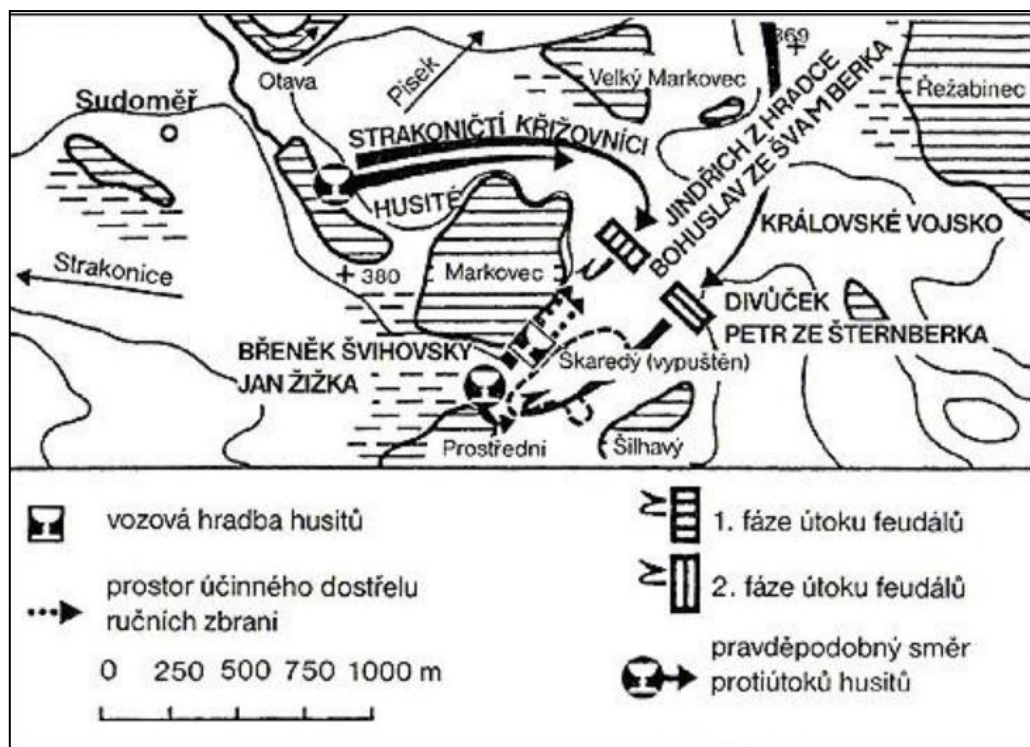 369
Otava
Písek
Velký Markovec
Řežabinec
Sudoměř
STRAKONIČTÍ KŘIŽOVNÍCI
JINDŘICH Z HRADCE
BOHUSLAV ZE ŠVAMBERKA
HUSITÉ
KRÁLOVSKÉ VOJSKO
Strakonice
380
Markovec
DIVŮČEK
PETR ZE ŠTERNBERKA
BŘENĚK ŠVIHOVSKY
JAN ŽIŽKA
Skaredý (vypuštěn)
Prostřední
Šilhavý
vozová hradba husitů
prostor účinného dostřelu
ručních zbraní
0 250 500 750 1000 m
1. fáze útoku feudálů
2. fáze útoku feudálů
pravděpodobný směr
protiútoků husitů